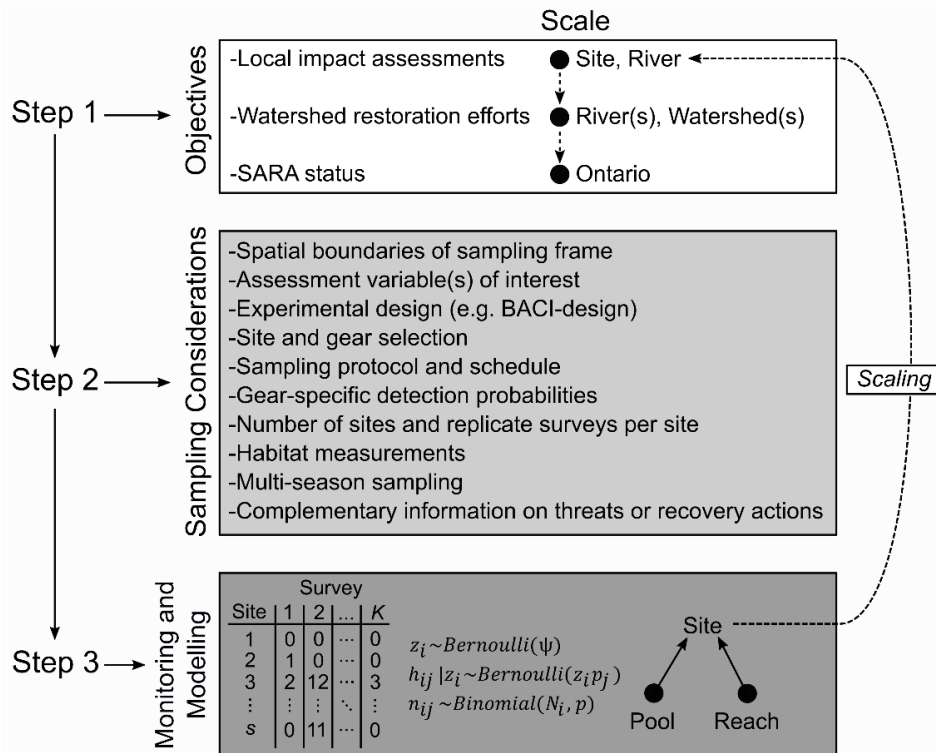 Scale
Step 1
Objectives
-Local impact assessments
Site, River
-Watershed restoration efforts
River(s), Watershed(s)
-SARA status
Ontario
Step 2
Sampling Considerations
-Spatial boundaries of sampling frame
-Assessment variable(s) of interest
-Experimental design (e.g. BACI-design)
-Site and gear selection
-Sampling protocol and schedule
-Gear-specific detection probabilities
-Number of sites and replicate surveys per site
-Habitat measurements
-Multi-season sampling
-Complementary information on threats or recovery actions
Scaling
Step 3
Monitoring and
Modelling
Survey
Site 1 2 ... K
1 0 0 ⋯ 0
2 1 0 ⋯ 0
3 2 12 ⋯ 3
⋮ ⋮ ⋮ ⋱ ⋮
s 0 11 ⋯ 0
z_i~Bernoulli(ψ)
h_ij|z_i~Bernoulli(z_i p_j)
n_ij~Binomial(N_i, p)
Site
Pool
Reach